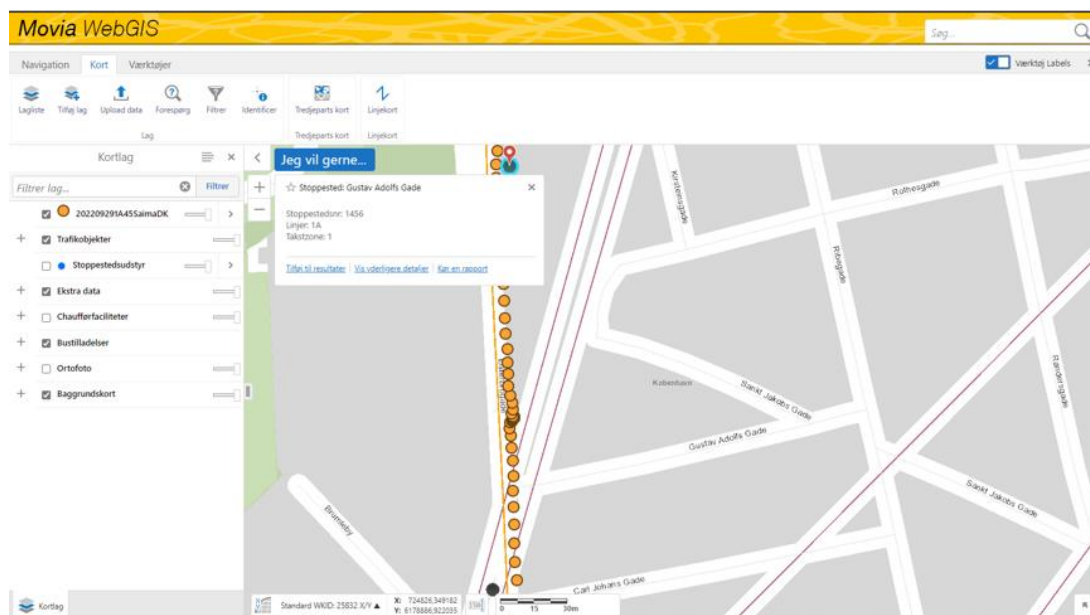 Movia WebGIS
Søg...
Navigation Kort Værktøjer
Værktøj Labels
Lagliste Tilføj lag Upload data Forespørg Filtrer Identificer Tredjeparts kort Linjekort
Lag Tredjeparts kort Linjekort
Kortlag
Jeg vil gerne...
Filtrer lag...
Filtrer
202209291A45SaimaDK
Trafikobjekter
Stoppestedsudstyr
Ekstra data
Chaufførfaciliteter
Bustilladelser
Ortofoto
Baggrundskort
Stoppested: Gustav Adolfs Gade
Stoppestedsnr: 1456
Linjer: 1A
Takstzone: 1
Tilføj til resultater Vis yderligere detaljer Kør en rapport
Kirsteinsgade
Rothesgade
Ribegade
Randersgade
København
Sankt Jakobs Gade
Gustav Adolfs Gade
Sankt Jakobs Gade
Brumleby
Carl Johans Gade
Kortlag
Standard WKID: 25832 X/Y
X: 724826,349182
Y: 6178886,922035
0 15 30m